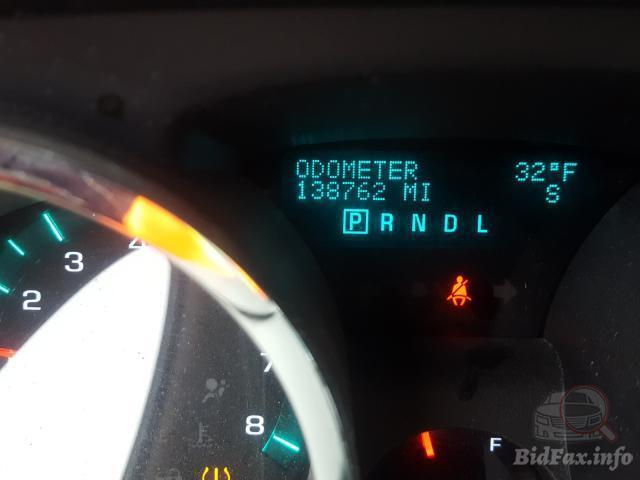 ODOMETER 32°F
138762 MI S
P R N D L
4
3
2
7
8
F
BidFax.info